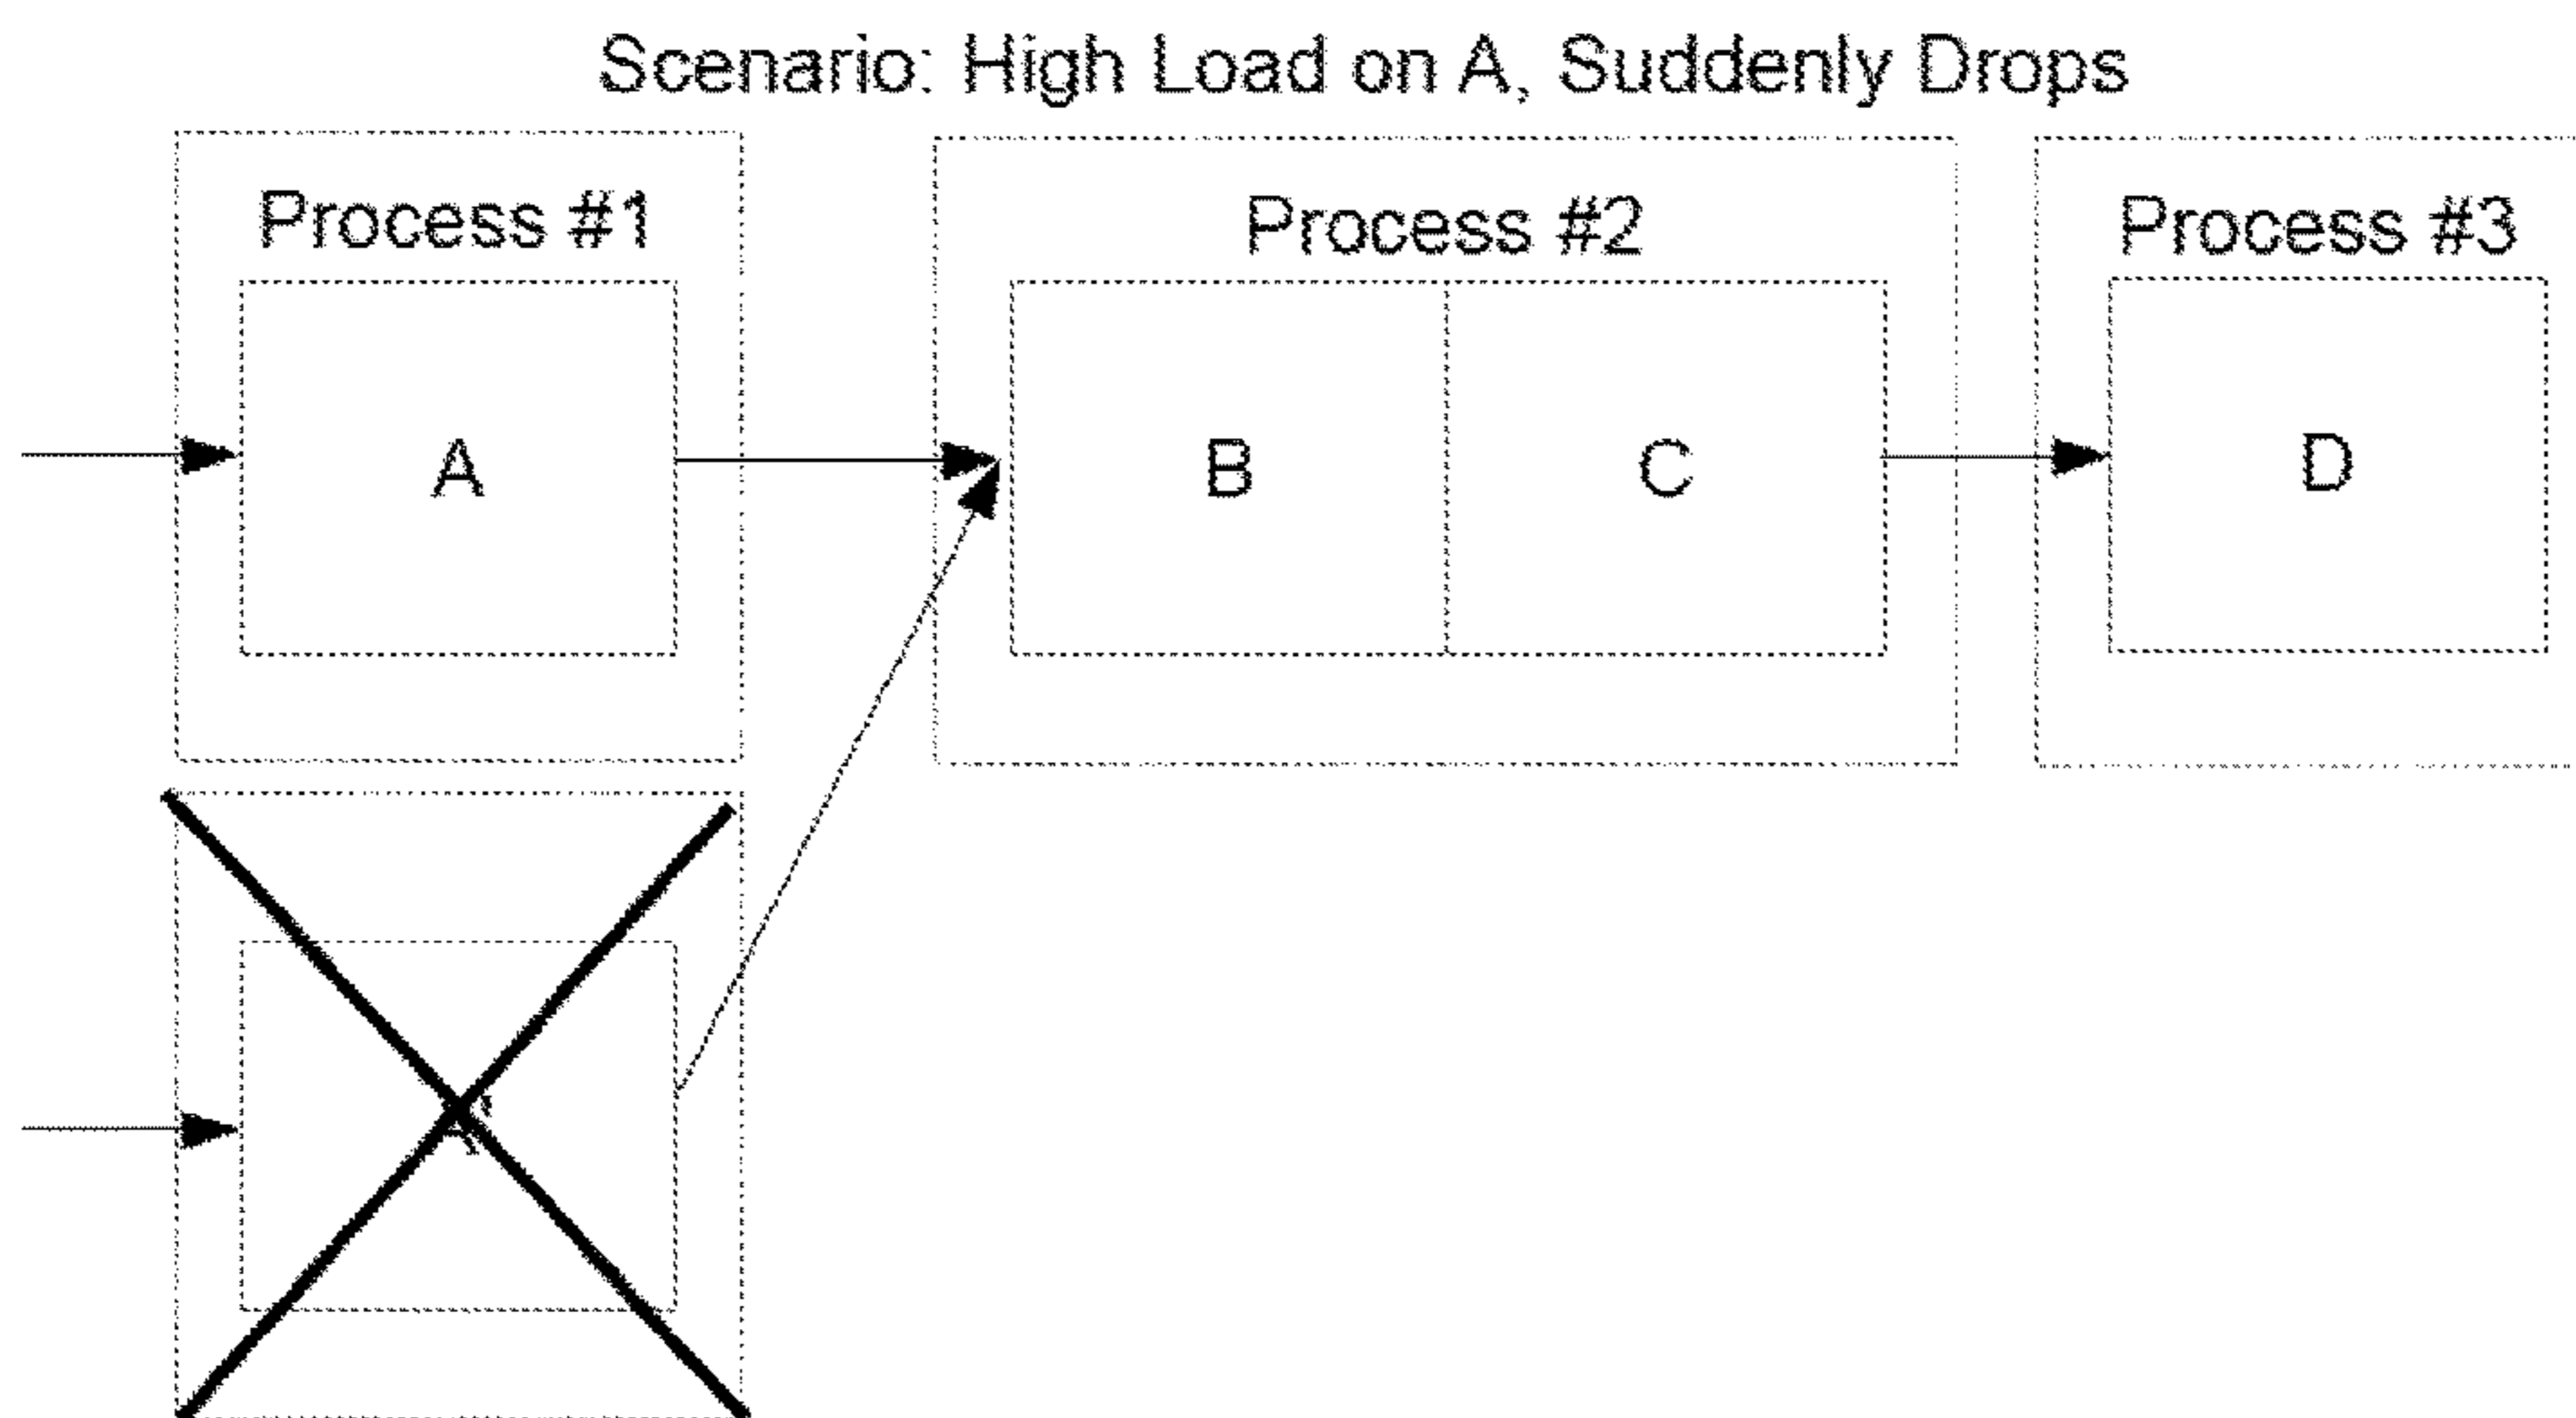 Scenario: High Load on A, Suddenly Drops
Process #1
Process #2
Process #3
A
B
C
D